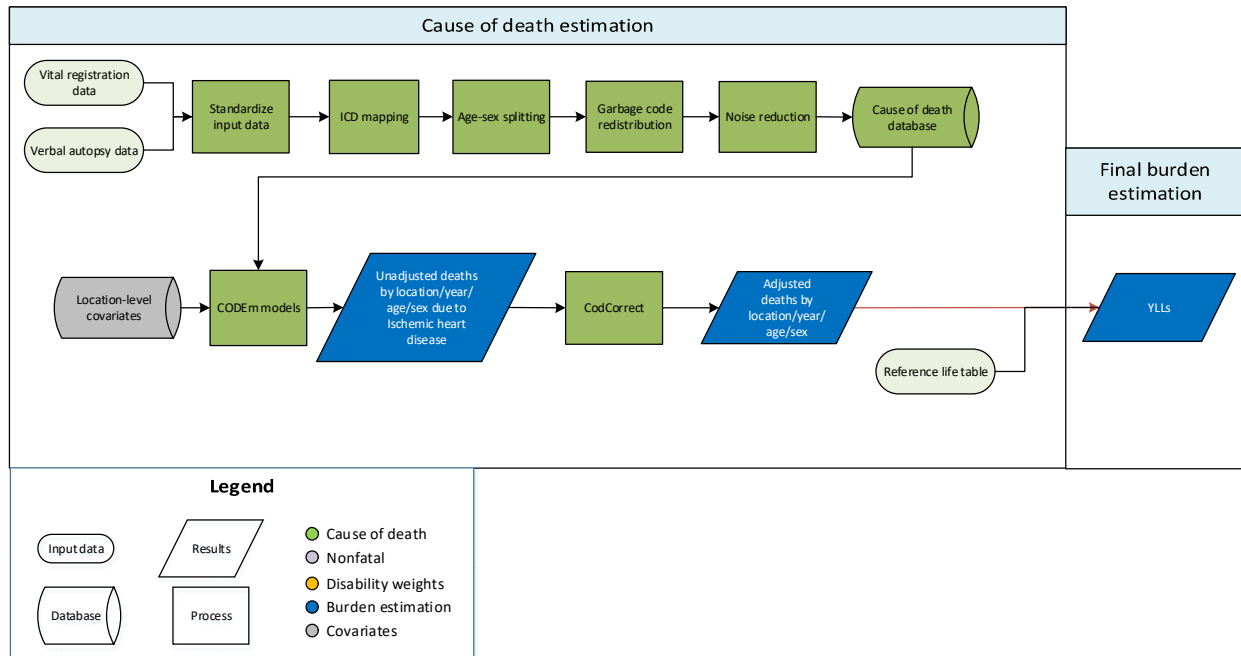 Cause of death estimation
Vital registration
data
Verbal autopsy data
Standardize
input data
ICD mapping
Age-sex splitting
Garbage code
redistribution
Noise reduction
Cause of death
database
Final burden
estimation
Location-level
covariates
CODEm models
Unadjusted deaths
by location/year/
age/sex due to
Ischemic heart
disease
CodCorrect
Adjusted
deaths by
location/year/
age/sex
Reference life table
YLLs
Legend
Input data
Results
Database
Process
Cause of death
Nonfatal
Disability weights
Burden estimation
Covariates